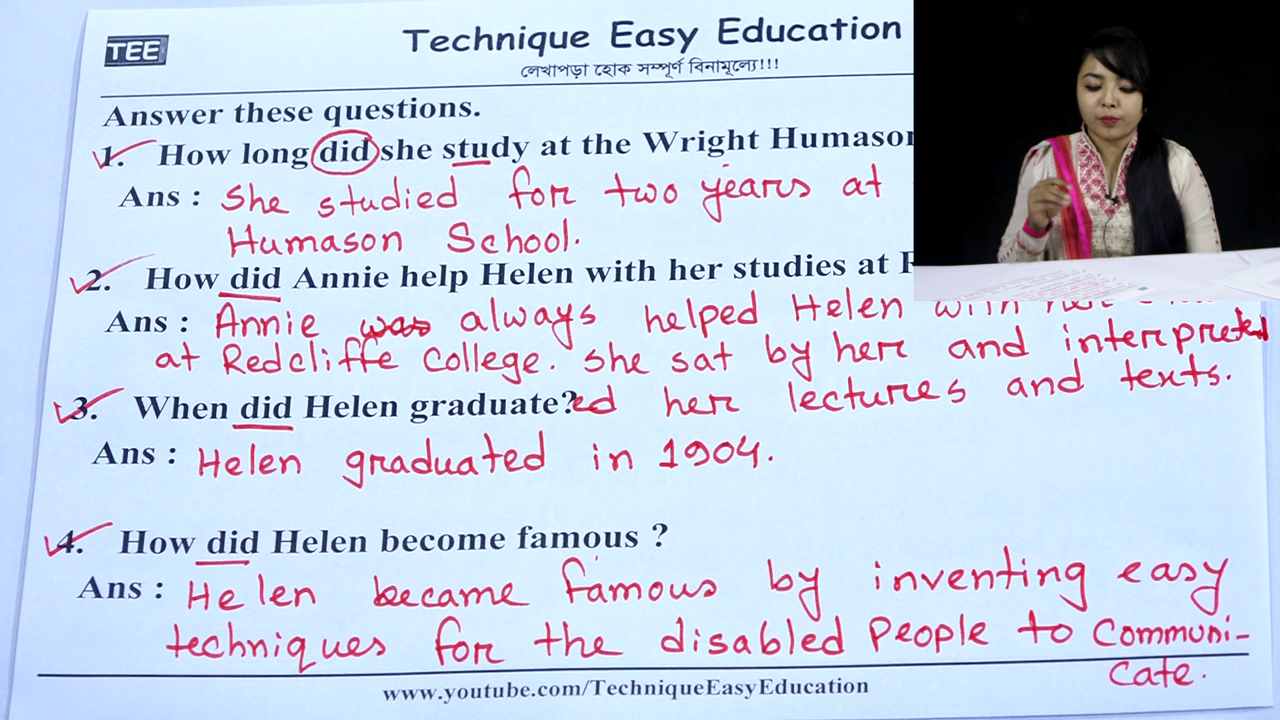 TEE
Technique Easy Education
লেখাপড়া হোক সম্পূর্ণ বিনামূল্যে!!!
Answer these questions.
1. How long did she study at the Wright Humason
Ans : She studied for two years at
Humason School.
2. How did Annie help Helen with her studies at
Ans : Annie was always helped Helen with her
at Redcliffe College. She sat by her and interpreted
3. When did Helen graduate?
ed her lectures and texts.
Ans : Helen graduated in 1904.
4. How did Helen become famous ?
Ans : Helen became famous by inventing easy
techniques for the disabled People to communi-
cate.
www.youtube.com/TechniqueEasyEducation